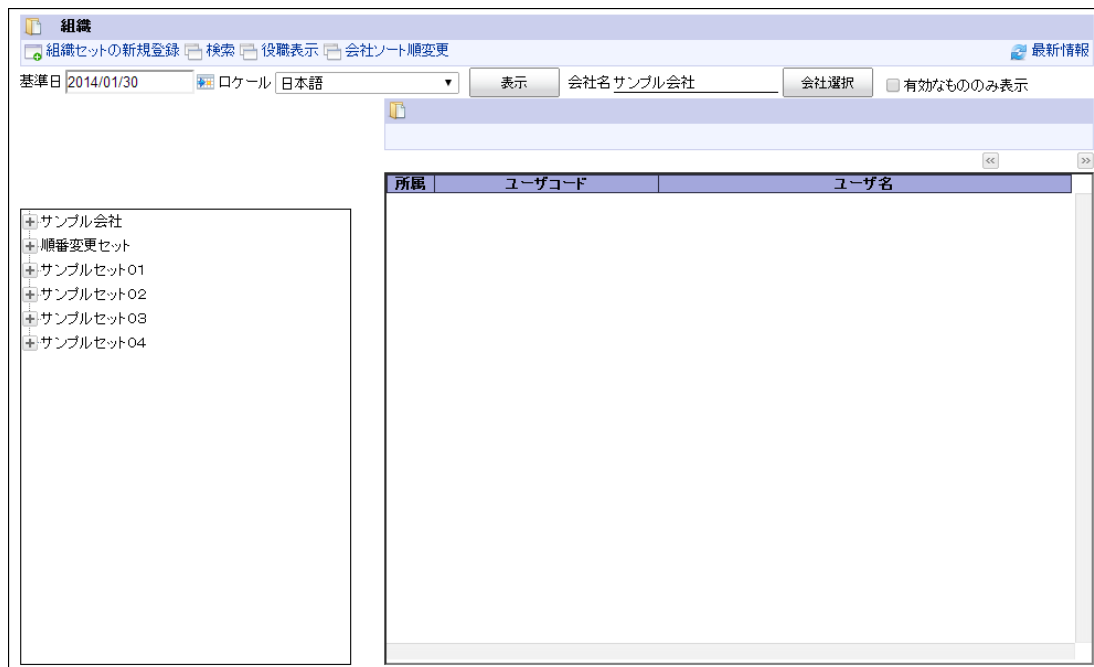 組織
組織セットの新規登録 検索 役職表示 会社ソート順変更 最新情報
基準日 2014/01/30 ロケール 日本語 表示 会社名 サンプル会社 会社選択 有効なもののみ表示
<< >>
所属 ユーザコード ユーザ名
サンプル会社
順番変更セット
サンプルセット01
サンプルセット02
サンプルセット03
サンプルセット04